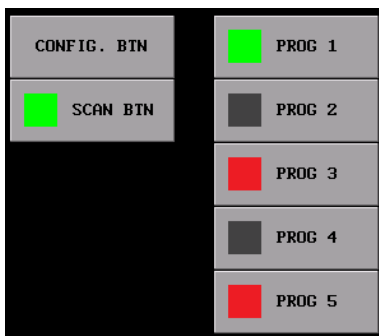 CONFIG. BTN
SCAN BTN
PROG 1
PROG 2
PROG 3
PROG 4
PROG 5